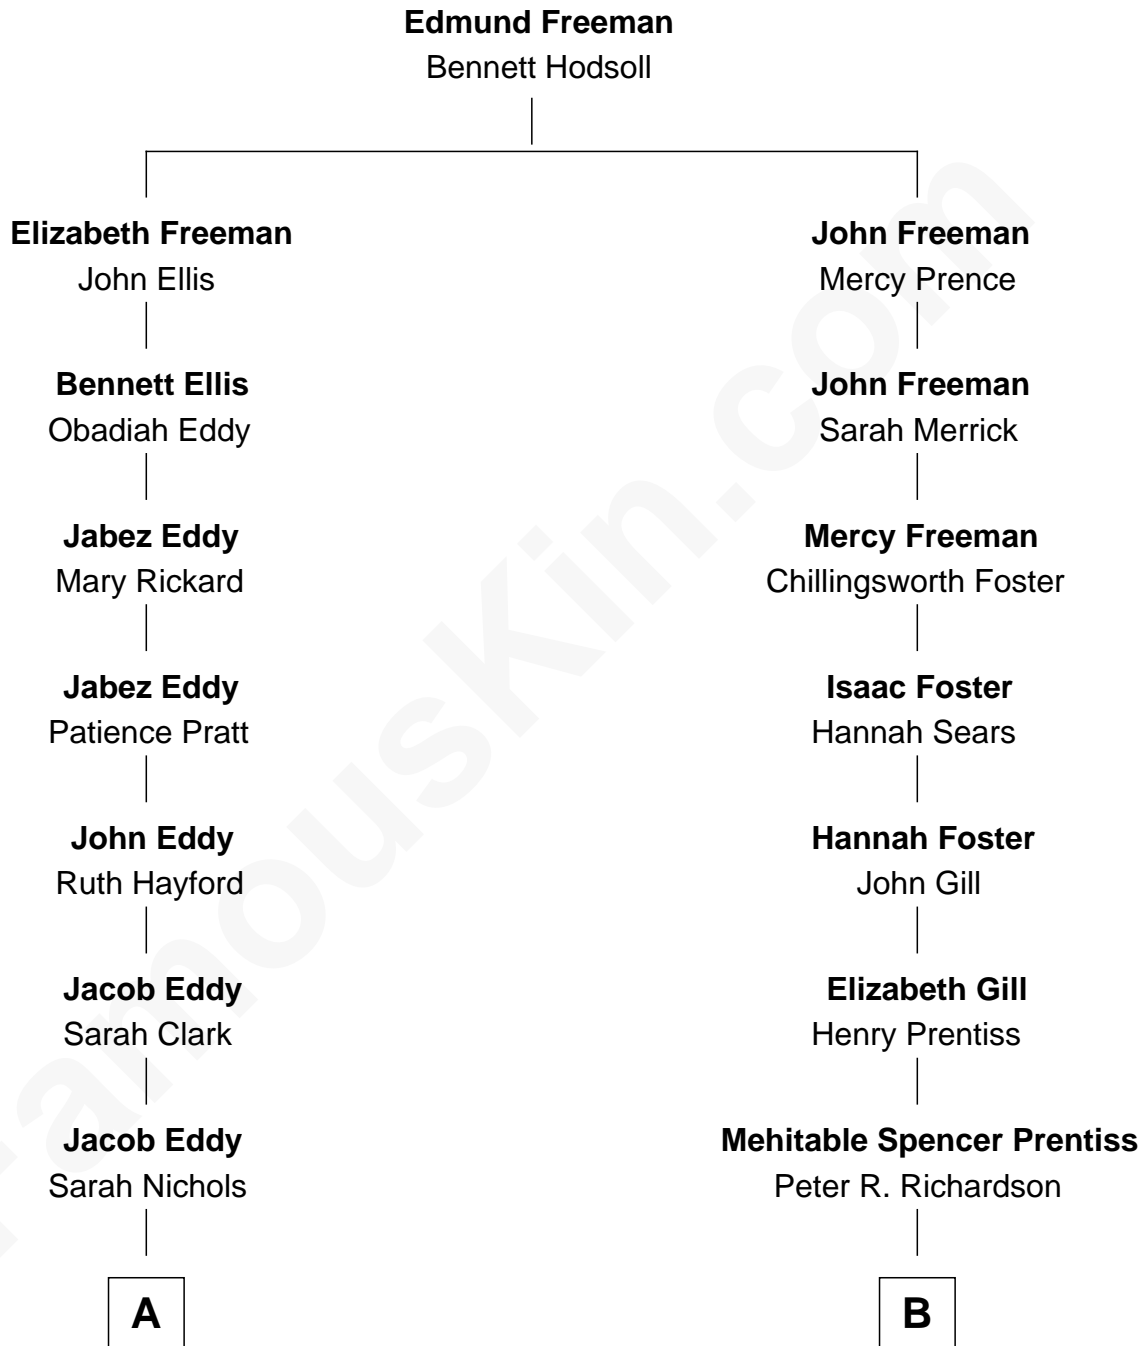 Edmund Freeman
Bennett Hodsoll
Elizabeth Freeman
John Ellis
Bennett Ellis
Obadiah Eddy
Jabez Eddy
Mary Rickard
Jabez Eddy
Patience Pratt
John Eddy
Ruth Hayford
Jacob Eddy
Sarah Clark
Jacob Eddy
Sarah Nichols
A
John Freeman
Mercy Prence
John Freeman
Sarah Merrick
Mercy Freeman
Chillingsworth Foster
Isaac Foster
Hannah Sears
Hannah Foster
John Gill
Elizabeth Gill
Henry Prentiss
Mehitable Spencer Prentiss
Peter R. Richardson
B
FamousKin.com